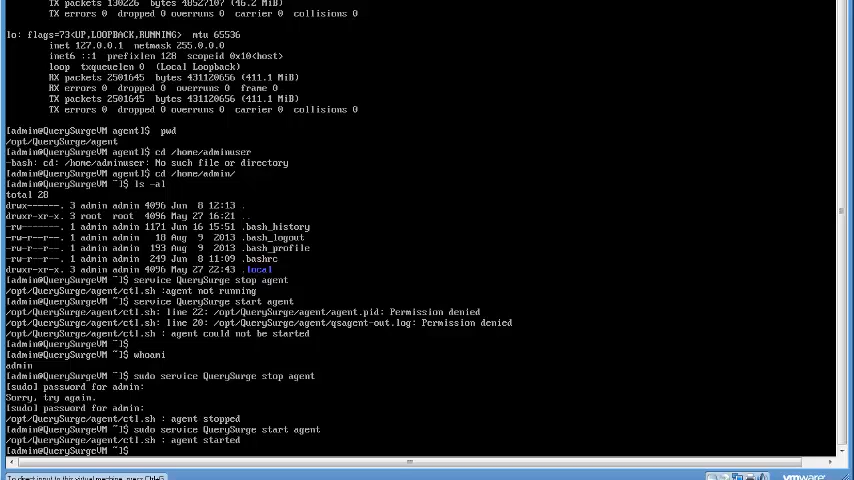 TX packets 130226 bytes 48527107 (46.2 MiB)
TX errors 0 dropped 0 overruns 0 carrier 0 collisions 0
lo: flags=73<UP,LOOPBACK,RUNNING> mtu 65536
inet 127.0.0.1 netmask 255.0.0.0
inet6 ::1 prefixlen 128 scopeid 0x10<host>
loop txqueuelen 0 (Local Loopback)
RX packets 2501645 bytes 431120656 (411.1 MiB)
RX errors 0 dropped 0 overruns 0 frame 0
TX packets 2501645 bytes 431120656 (411.1 MiB)
TX errors 0 dropped 0 overruns 0 carrier 0 collisions 0
[admin@QuerySurgeVM agent]$ pwd
/opt/QuerySurge/agent
[admin@QuerySurgeVM agent]$ cd /home/adminuser
-bash: cd: /home/adminuser: No such file or directory
[admin@QuerySurgeVM agent]$ cd /home/admin/
[admin@QuerySurgeVM ~]$ ls -al
total 28
drwx------. 3 admin admin 4096 Jun 8 12:13 .
drwxr-xr-x. 3 root root 4096 May 27 16:21 ..
-rw-------. 1 admin admin 1171 Jun 16 15:51 .bash_history
-rw-r--r--. 1 admin admin 18 Aug 9 2013 .bash_logout
-rw-r--r--. 1 admin admin 193 Aug 9 2013 .bash_profile
-rw-r--r--. 1 admin admin 249 Jun 8 11:09 .bashrc
drwxr-xr-x. 3 admin admin 4096 May 27 22:43 .local
[admin@QuerySurgeVM ~]$ service QuerySurge stop agent
/opt/QuerySurge/agent/ctl.sh :agent not running
[admin@QuerySurgeVM ~]$ service QuerySurge start agent
/opt/QuerySurge/agent/ctl.sh: line 22: /opt/QuerySurge/agent/agent.pid: Permission denied
/opt/QuerySurge/agent/ctl.sh: line 20: /opt/QuerySurge/agent/qsagent-out.log: Permission denied
/opt/QuerySurge/agent/ctl.sh : agent could not be started
[admin@QuerySurgeVM ~]$
[admin@QuerySurgeVM ~]$ whoami
admin
[admin@QuerySurgeVM ~]$ sudo service QuerySurge stop agent
[sudo] password for admin:
Sorry, try again.
[sudo] password for admin:
/opt/QuerySurge/agent/ctl.sh : agent stopped
[admin@QuerySurgeVM ~]$ sudo service QuerySurge start agent
/opt/QuerySurge/agent/ctl.sh : agent started
[admin@QuerySurgeVM ~]$
To direct input to this virtual machine, press Ctrl+G.
vmware